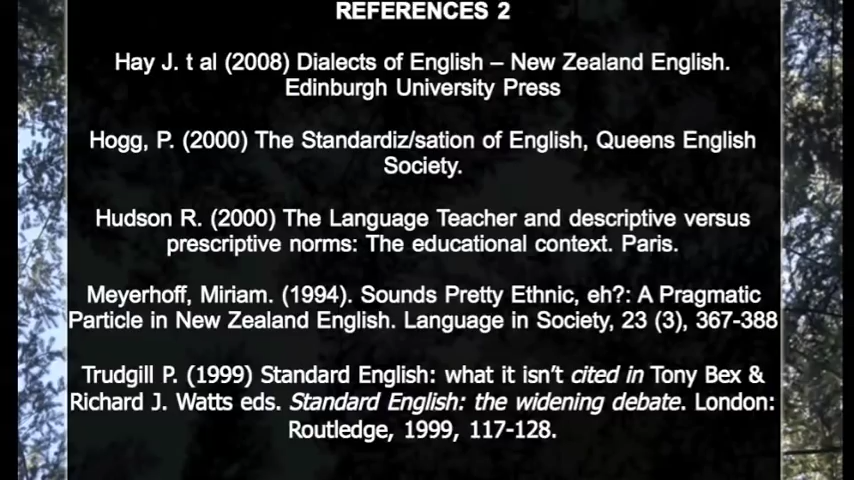 REFERENCES 2
Hay J. t al (2008) Dialects of English – New Zealand English.
Edinburgh University Press
Hogg, P. (2000) The Standardiz/sation of English, Queens English
Society.
Hudson R. (2000) The Language Teacher and descriptive versus
prescriptive norms: The educational context. Paris.
Meyerhoff, Miriam. (1994). Sounds Pretty Ethnic, eh?: A Pragmatic
Particle in New Zealand English. Language in Society, 23 (3), 367-388
Trudgill P. (1999) Standard English: what it isn't cited in Tony Bex &
Richard J. Watts eds. Standard English: the widening debate. London:
Routledge, 1999, 117-128.